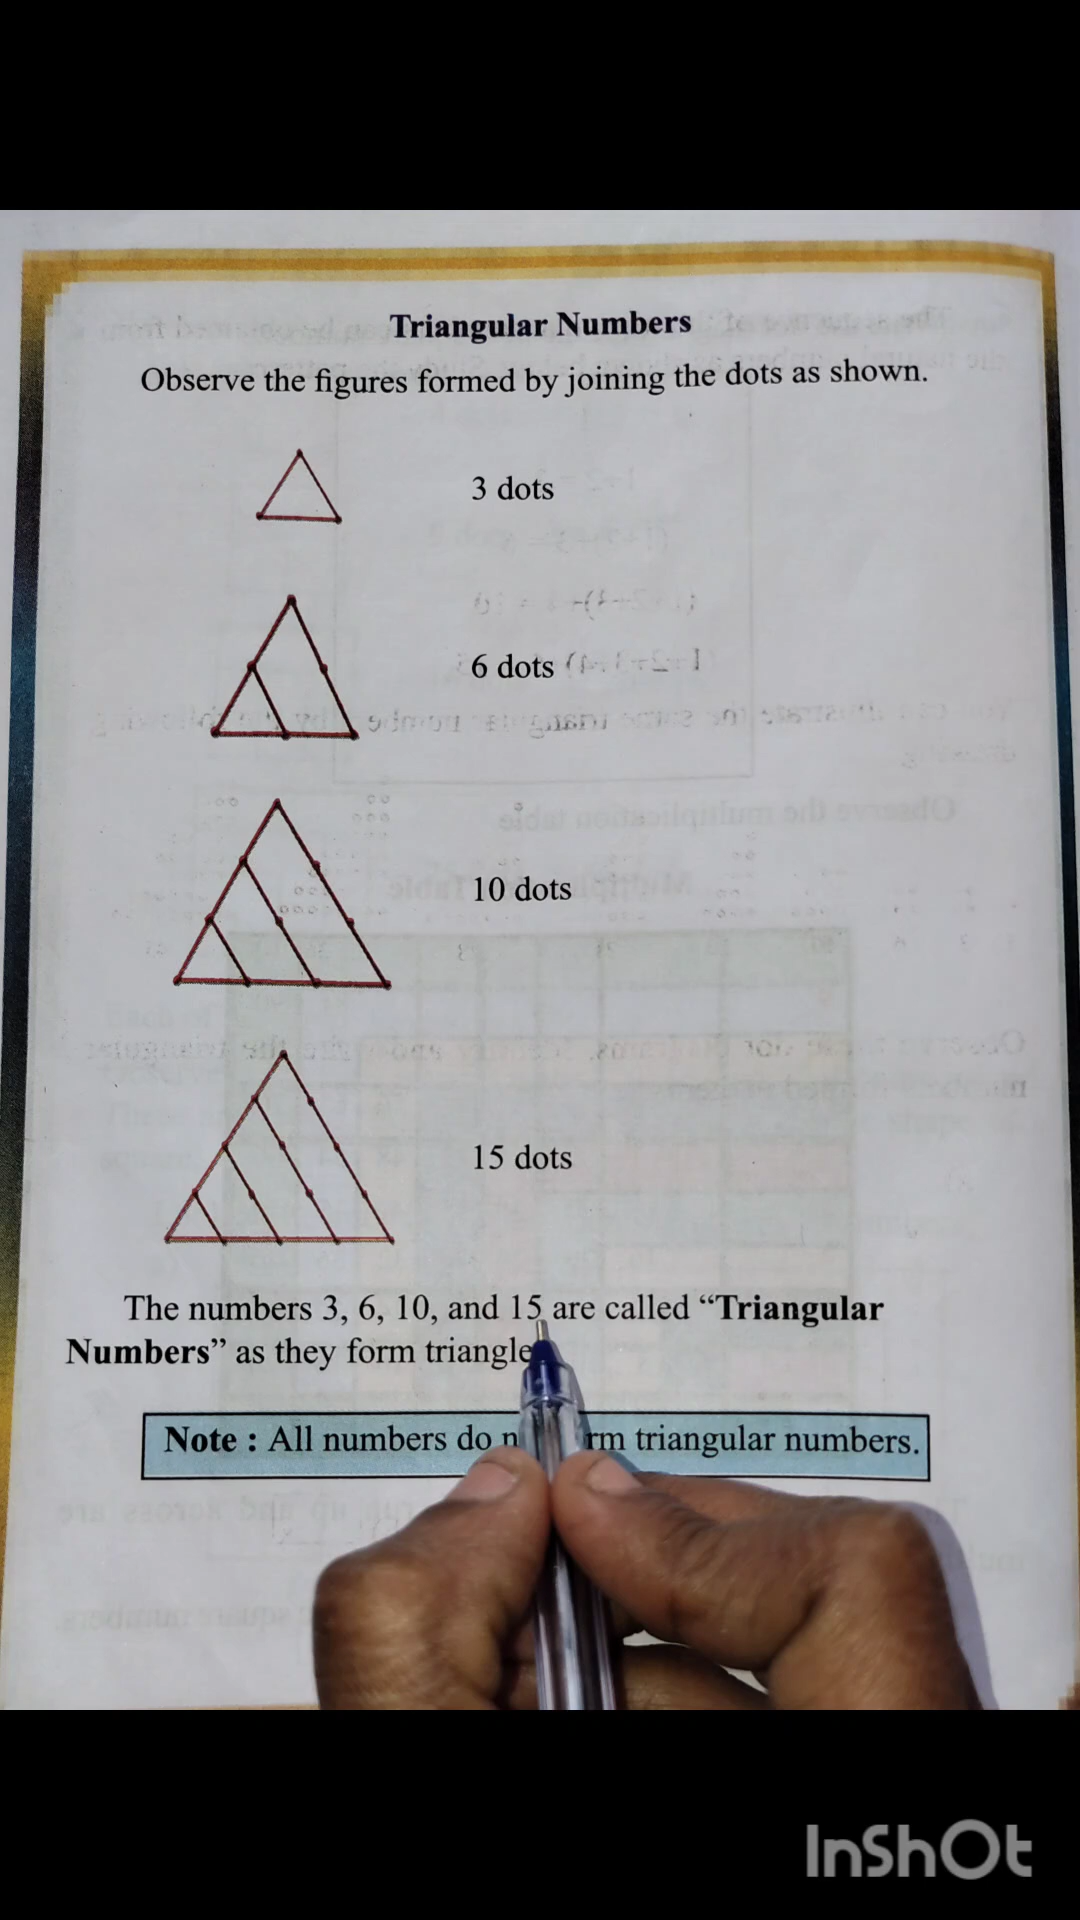 Triangular Numbers
Observe the figures formed by joining the dots as shown.
3 dots
6 dots
10 dots
15 dots
The numbers 3, 6, 10, and 15 are called “Triangular
Numbers” as they form triangle
Note : All numbers do n rm triangular numbers.
InShOt